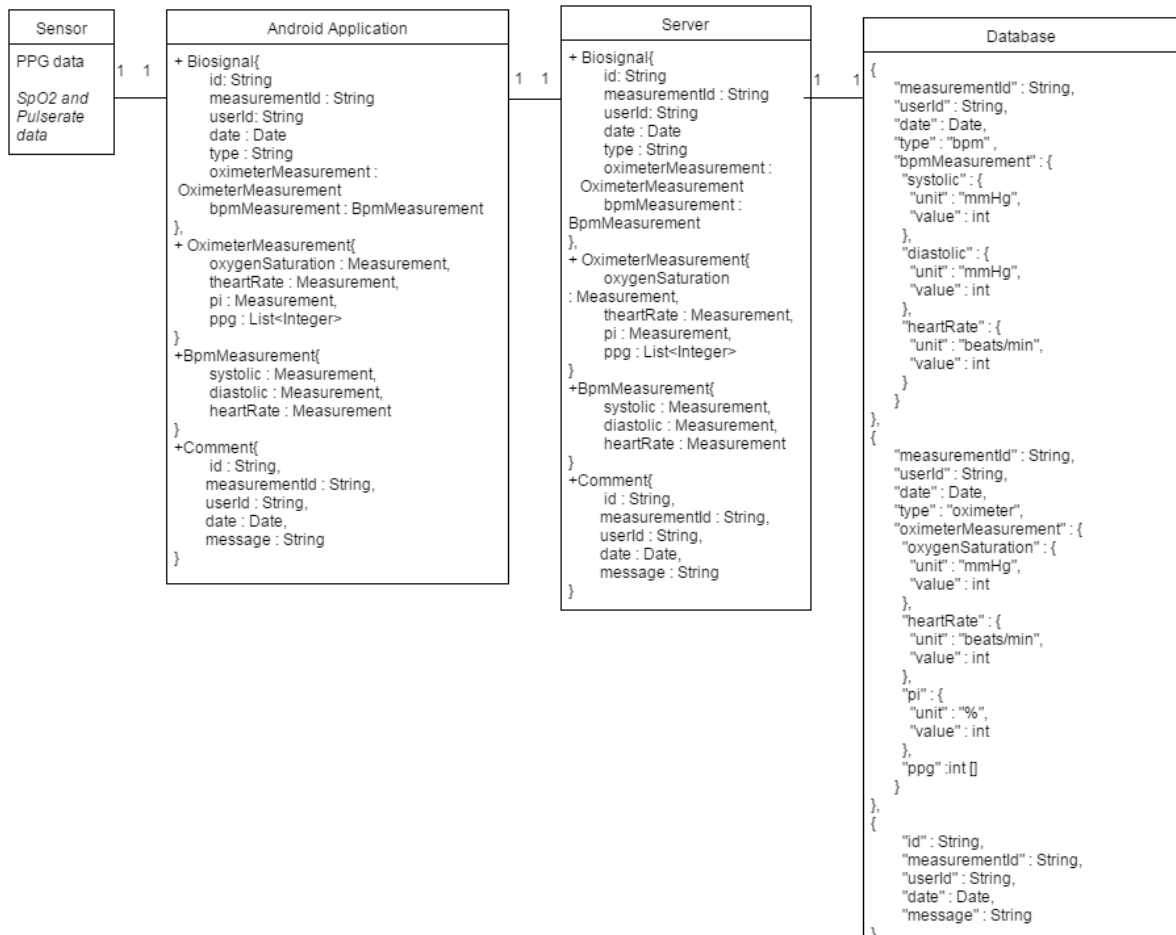 Sensor
PPG data
SpO2 and
Pulserate
data
1 1
Android Application
+ Biosignal{
id: String
measurementId : String
userId: String
date : Date
type : String
oximeterMeasurement :
OximeterMeasurement
bpmMeasurement : BpmMeasurement
},
+ OximeterMeasurement{
oxygenSaturation : Measurement,
theartRate : Measurement,
pi : Measurement,
ppg : List<Integer>
}
+BpmMeasurement{
systolic : Measurement,
diastolic : Measurement,
heartRate : Measurement
}
+Comment{
id : String,
measurementId : String,
userId : String,
date : Date,
message : String
}
1 1
Server
+ Biosignal{
id: String
measurementId : String
userId: String
date : Date
type : String
oximeterMeasurement :
OximeterMeasurement
bpmMeasurement :
BpmMeasurement
},
+ OximeterMeasurement{
oxygenSaturation
: Measurement,
theartRate : Measurement,
pi : Measurement,
ppg : List<Integer>
}
+BpmMeasurement{
systolic : Measurement,
diastolic : Measurement,
heartRate : Measurement
}
+Comment{
id : String,
measurementId : String,
userId : String,
date : Date,
message : String
}
1 1
Database
{
"measurementId" : String,
"userId" : String,
"date" : Date,
"type" : "bpm" ,
"bpmMeasurement" : {
"systolic" : {
"unit" : "mmHg",
"value" : int
},
"diastolic" : {
"unit" : "mmHg",
"value" : int
},
"heartRate" : {
"unit" : "beats/min",
"value" : int
}
}
},
{
"measurementId" : String,
"userId" : String,
"date" : Date,
"type" : "oximeter",
"oximeterMeasurement" : {
"oxygenSaturation" : {
"unit" : "mmHg",
"value" : int
},
"heartRate" : {
"unit" : "beats/min",
"value" : int
},
"pi" : {
"unit" : "%",
"value" : int
},
"ppg" :int []
}
},
{
"id" : String,
"measurementId" : String,
"userId" : String,
"date" : Date,
"message" : String
}